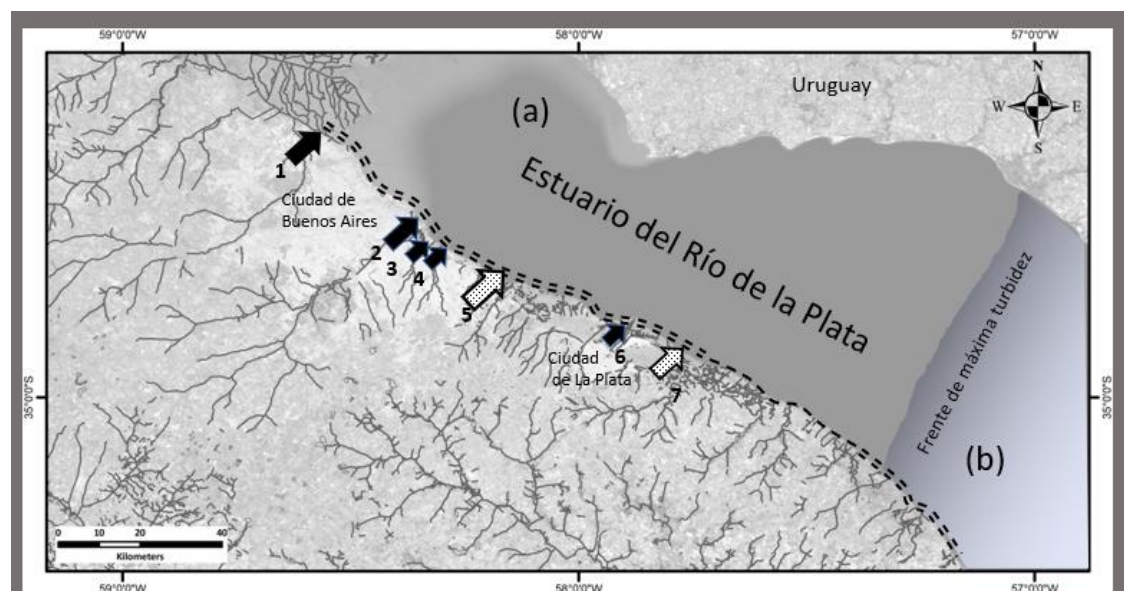 59°0'0"W
58°0'0"W
57°0'0"W
N
W E
S
Uruguay
(a)
Estuario del Río de la Plata
1
Ciudad de
Buenos Aires
2
3
4
5
Ciudad
de La Plata
6
7
Frente de máxima turbidez
(b)
35°0'0"S
35°0'0"S
0 10 20 40
Kilometers
59°0'0"W
58°0'0"W
57°0'0"W